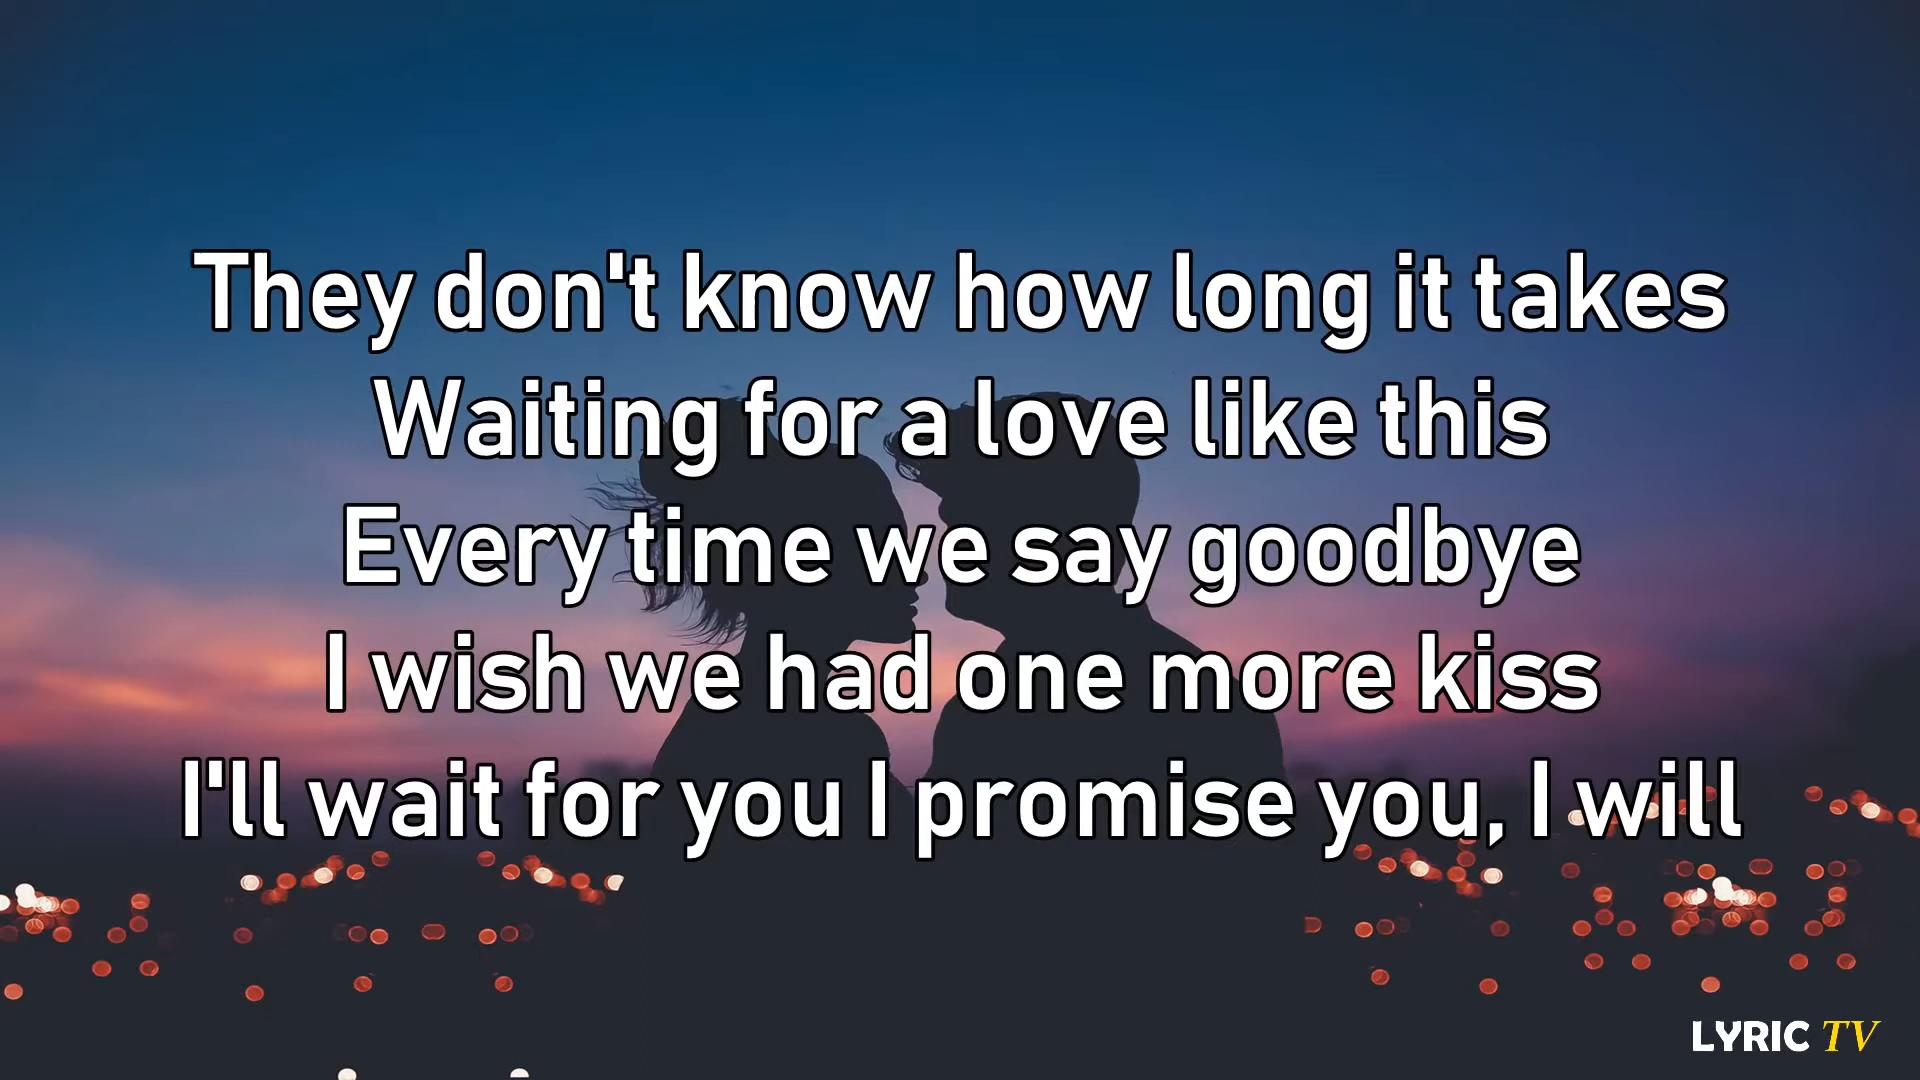 They don't know how long it takes
Waiting for a love like this
Every time we say goodbye
I wish we had one more kiss
I'll wait for you I promise you, I will
LYRIC TV